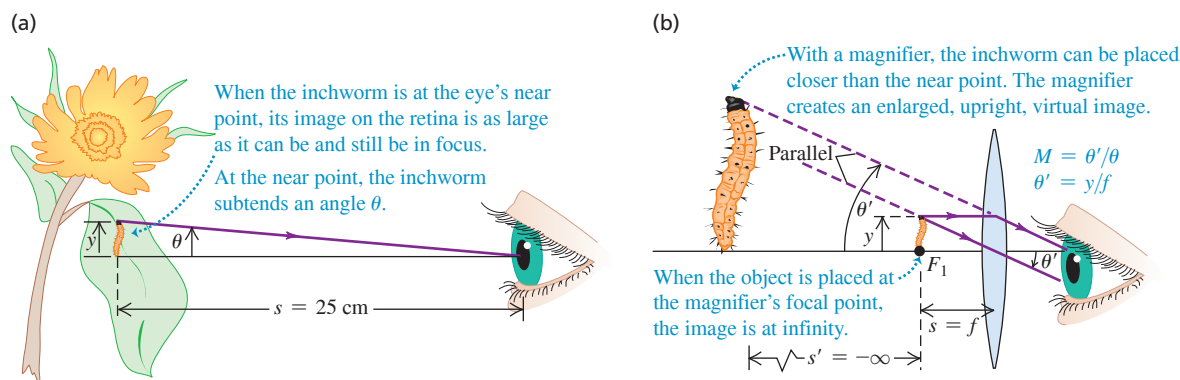 (a)
When the inchworm is at the eye's near
point, its image on the retina is as large
as it can be and still be in focus.
At the near point, the inchworm
subtends an angle θ.
y
θ
s = 25 cm
(b)
With a magnifier, the inchworm can be placed
closer than the near point. The magnifier
creates an enlarged, upright, virtual image.
Parallel
M = θ′/θ
θ′ = y/f
θ′
y
F₁
θ′
When the object is placed at
the magnifier's focal point,
the image is at infinity.
s = f
s′ = −∞